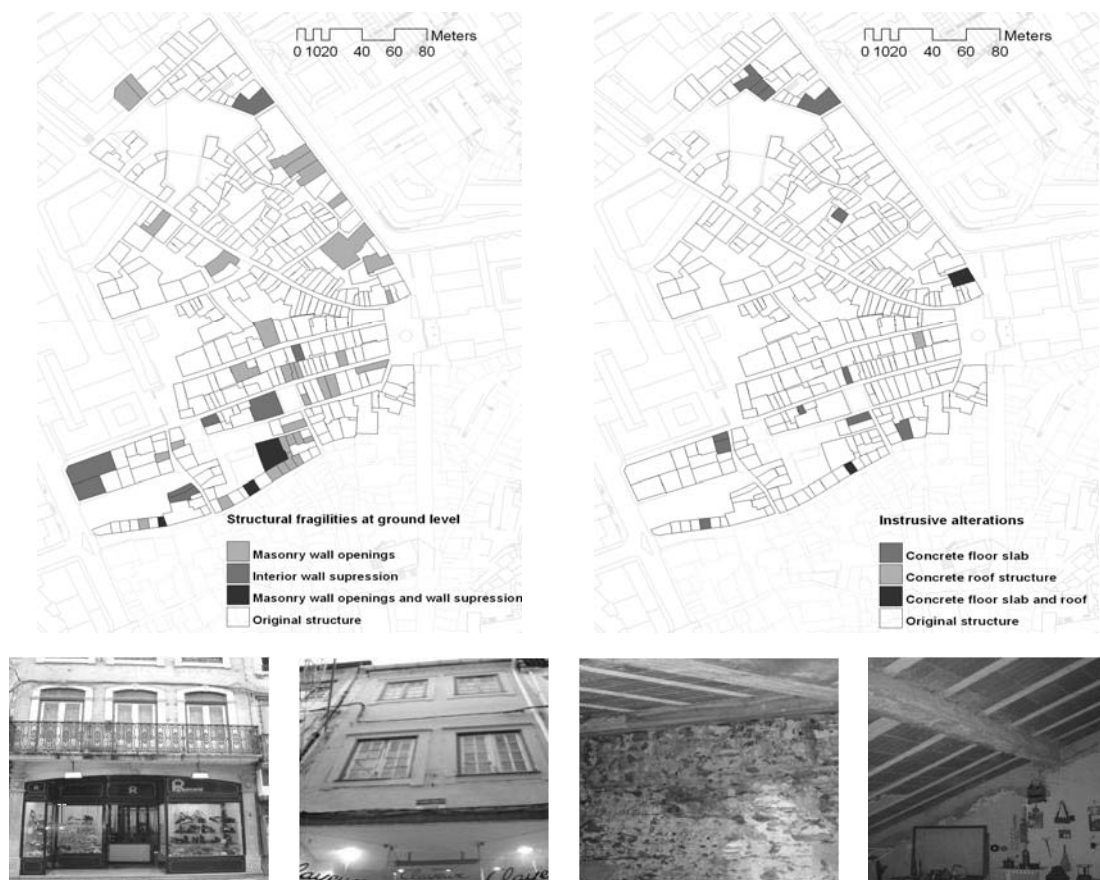 Meters
0 1020 40 60 80
Structural fragilities at ground level
Masonry wall openings
Interior wall supression
Masonry wall openings and wall supression
Original structure
Meters
0 1020 40 60 80
Instrusive alterations
Concrete floor slab
Concrete roof structure
Concrete floor slab and roof
Original structure